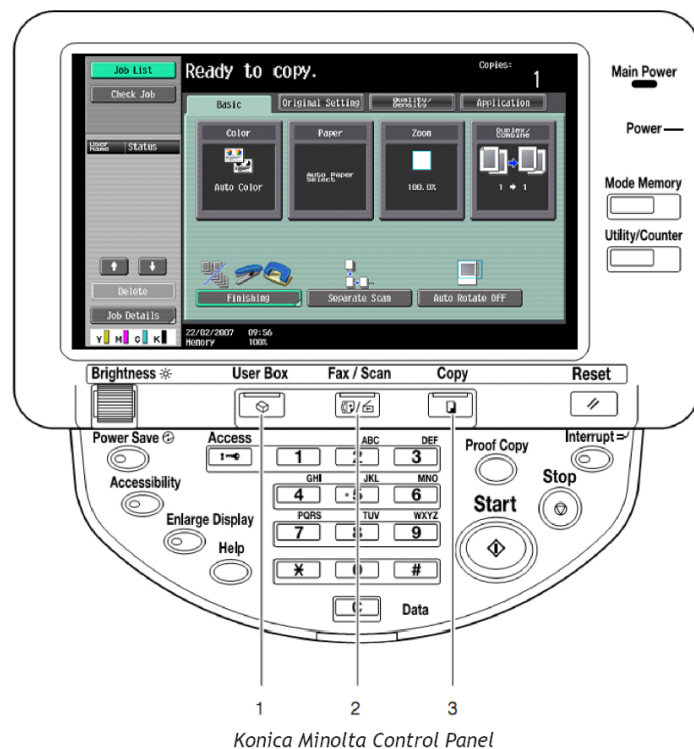 Job List
Ready to copy.
Copies:
1
Main Power
Check Job
Basic
Original Setting
Quality/
Density
Application
Power
User
Name
Status
Color
Paper
Zoom
Duplex/
Combine
Auto Color
Auto Paper
Select
100.0%
1 → 1
Mode Memory
Utility/Counter
Delete
Finishing
Separate Scan
Auto Rotate OFF
Job Details
Y M C K
22/02/2007 09:56
Memory 100%
Brightness
User Box
Fax / Scan
Copy
Reset
Power Save
Access
ABC
DEF
1
2
3
Proof Copy
Interrupt
Accessibility
GHI
JKL
MNO
4
5
6
Stop
Start
Enlarge Display
PQRS
TUV
WXYZ
7
8
9
Help
*
0
#
C
Data
1
2
3
Konica Minolta Control Panel